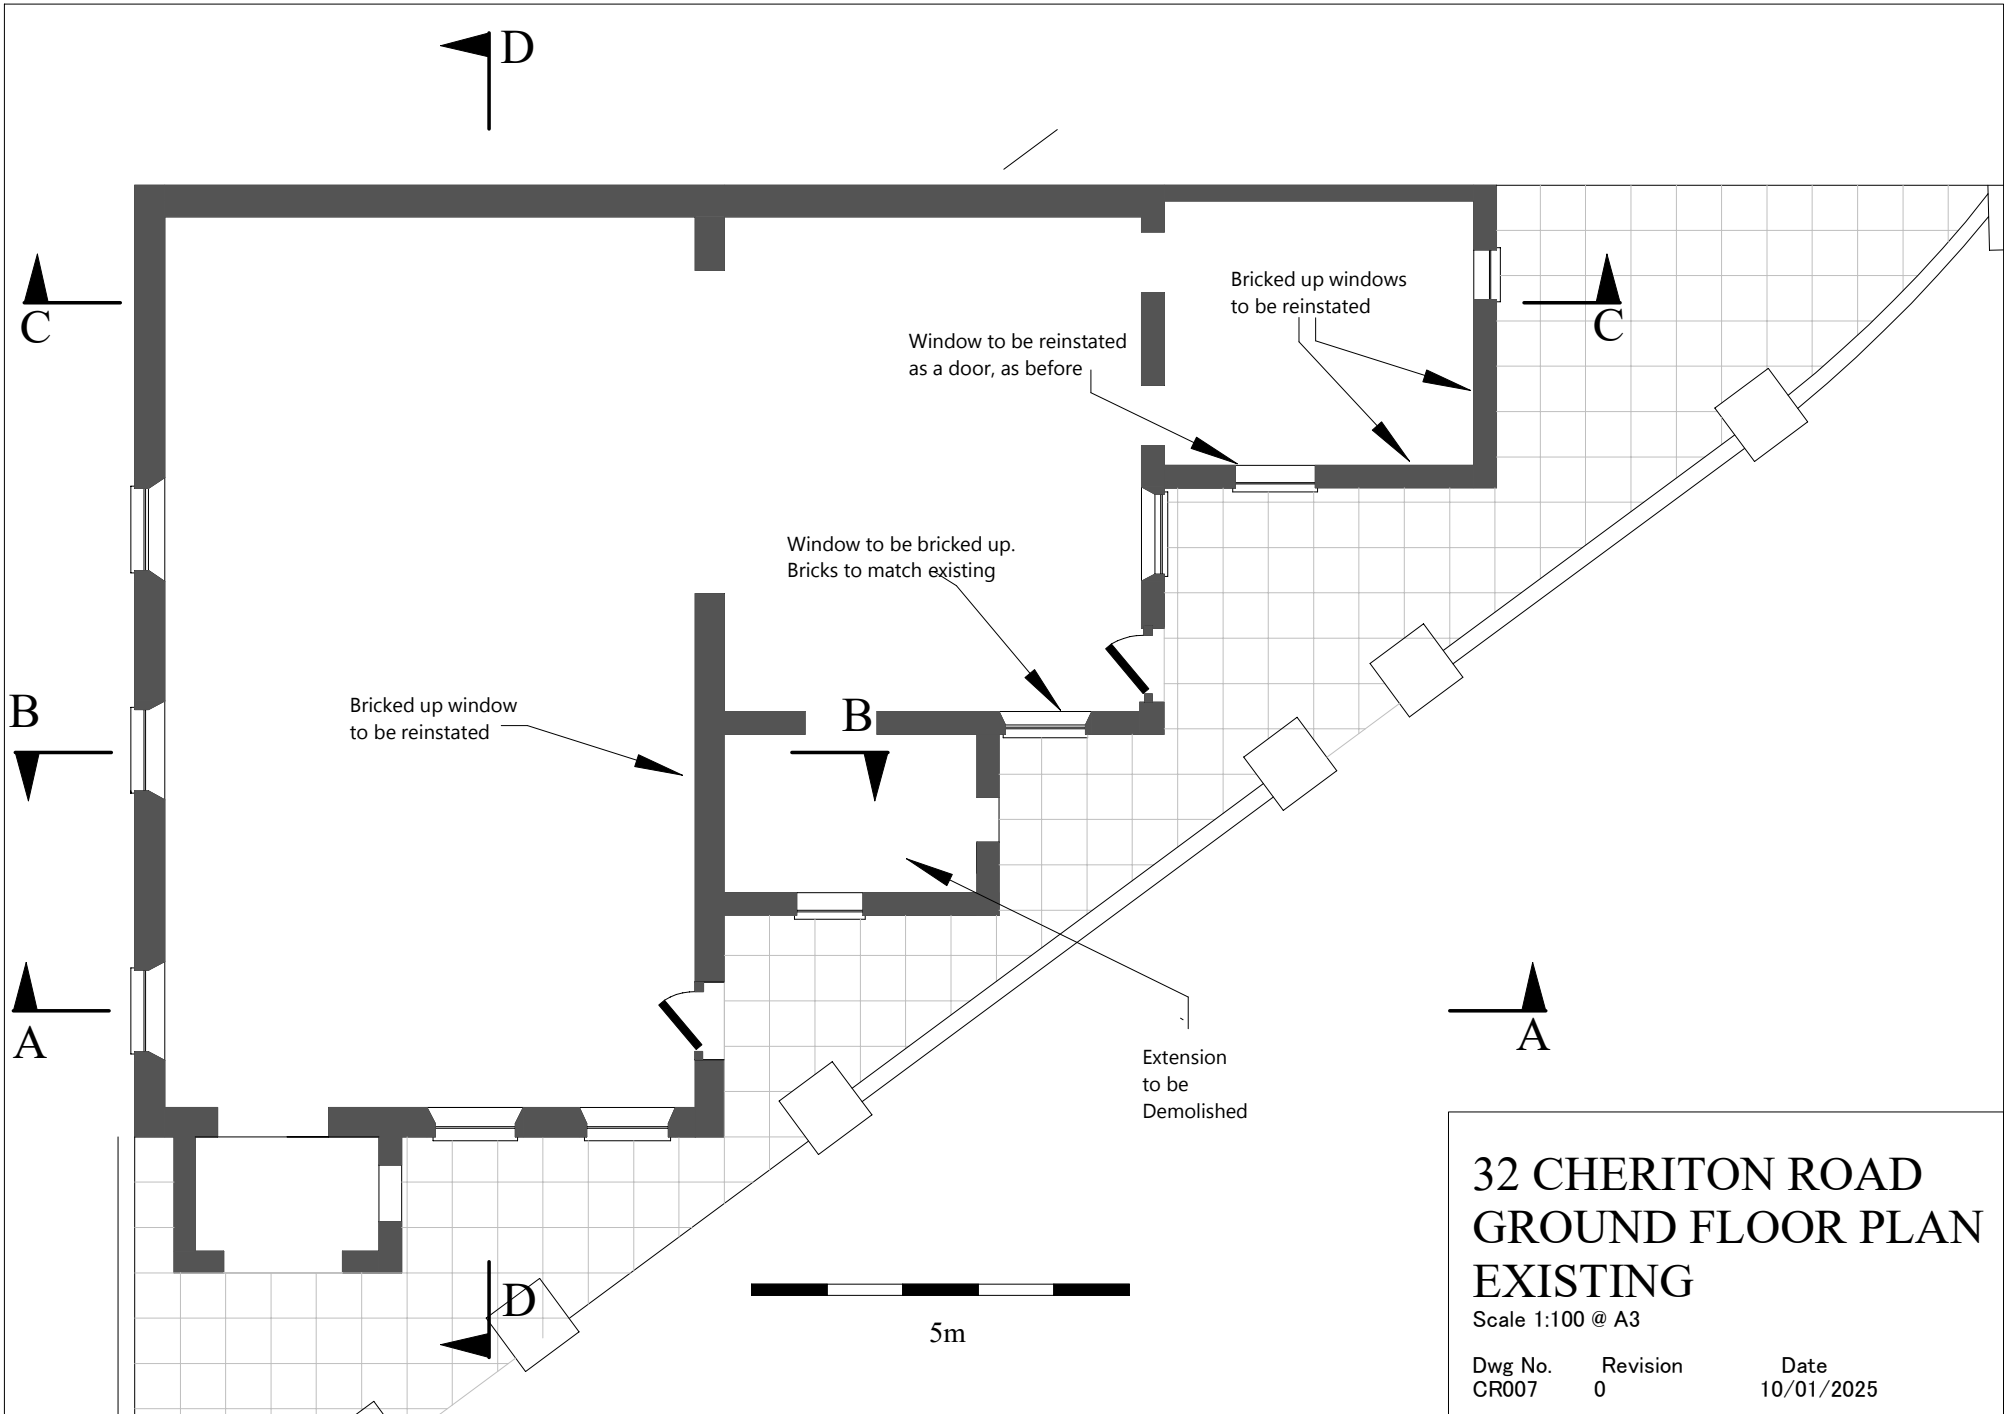 D
C
Bricked up windows
to be reinstated
C
Window to be reinstated
as a door, as before
Window to be bricked up.
Bricks to match existing
B
Bricked up window
to be reinstated
B
A
A
Extension
to be
Demolished
D
5m
32 CHERITON ROAD
GROUND FLOOR PLAN
EXISTING
Scale 1:100 @ A3
Dwg No. Revision Date
CR007 0 10/01/2025